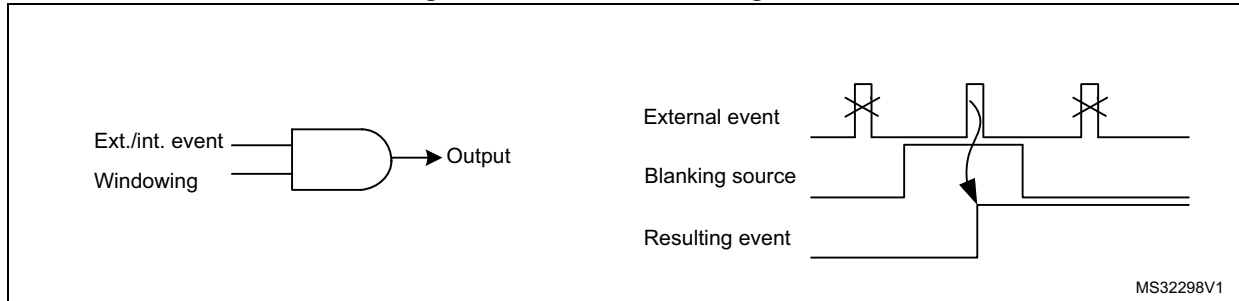 Ext./int. event
Windowing
Output
External event
Blanking source
Resulting event
MS32298V1